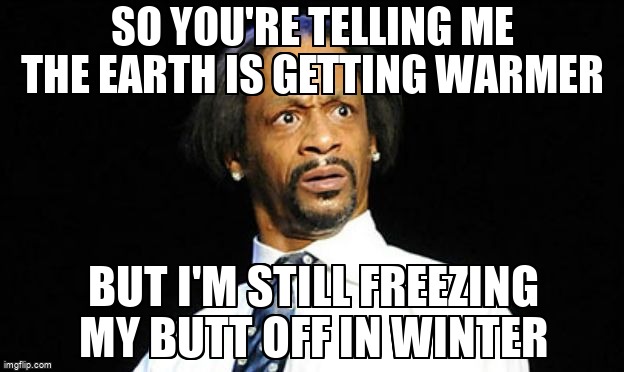 SO YOU'RE TELLING ME
THE EARTH IS GETTING WARMER
BUT I'M STILL FREEZING
MY BUTT OFF IN WINTER
imgflip.com